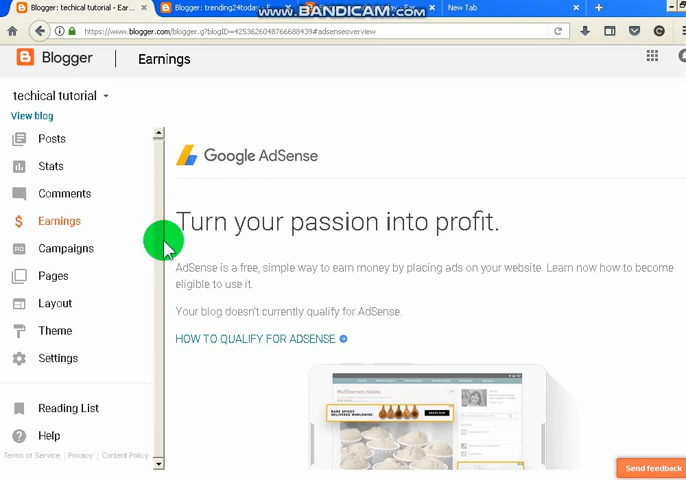 Blogger: techical tutorial - Ear...
Blogger: trending24today
New Tab
www.BANDICAM.com
https://www.blogger.com/blogger.g?blogID=4253626048766688439#adsenseoverview
Blogger
Earnings
techical tutorial
View blog
Posts
Stats
Comments
Earnings
Campaigns
Pages
Layout
Theme
Settings
Reading List
Help
Terms of Service | Privacy | Content Policy
Google AdSense
Turn your passion into profit.
AdSense is a free, simple way to earn money by placing ads on your website. Learn now how to become
eligible to use it.
Your blog doesn't currently qualify for AdSense.
HOW TO QUALIFY FOR ADSENSE
RARE SPICES
DELIVERED WORLDWIDE.
Send feedback